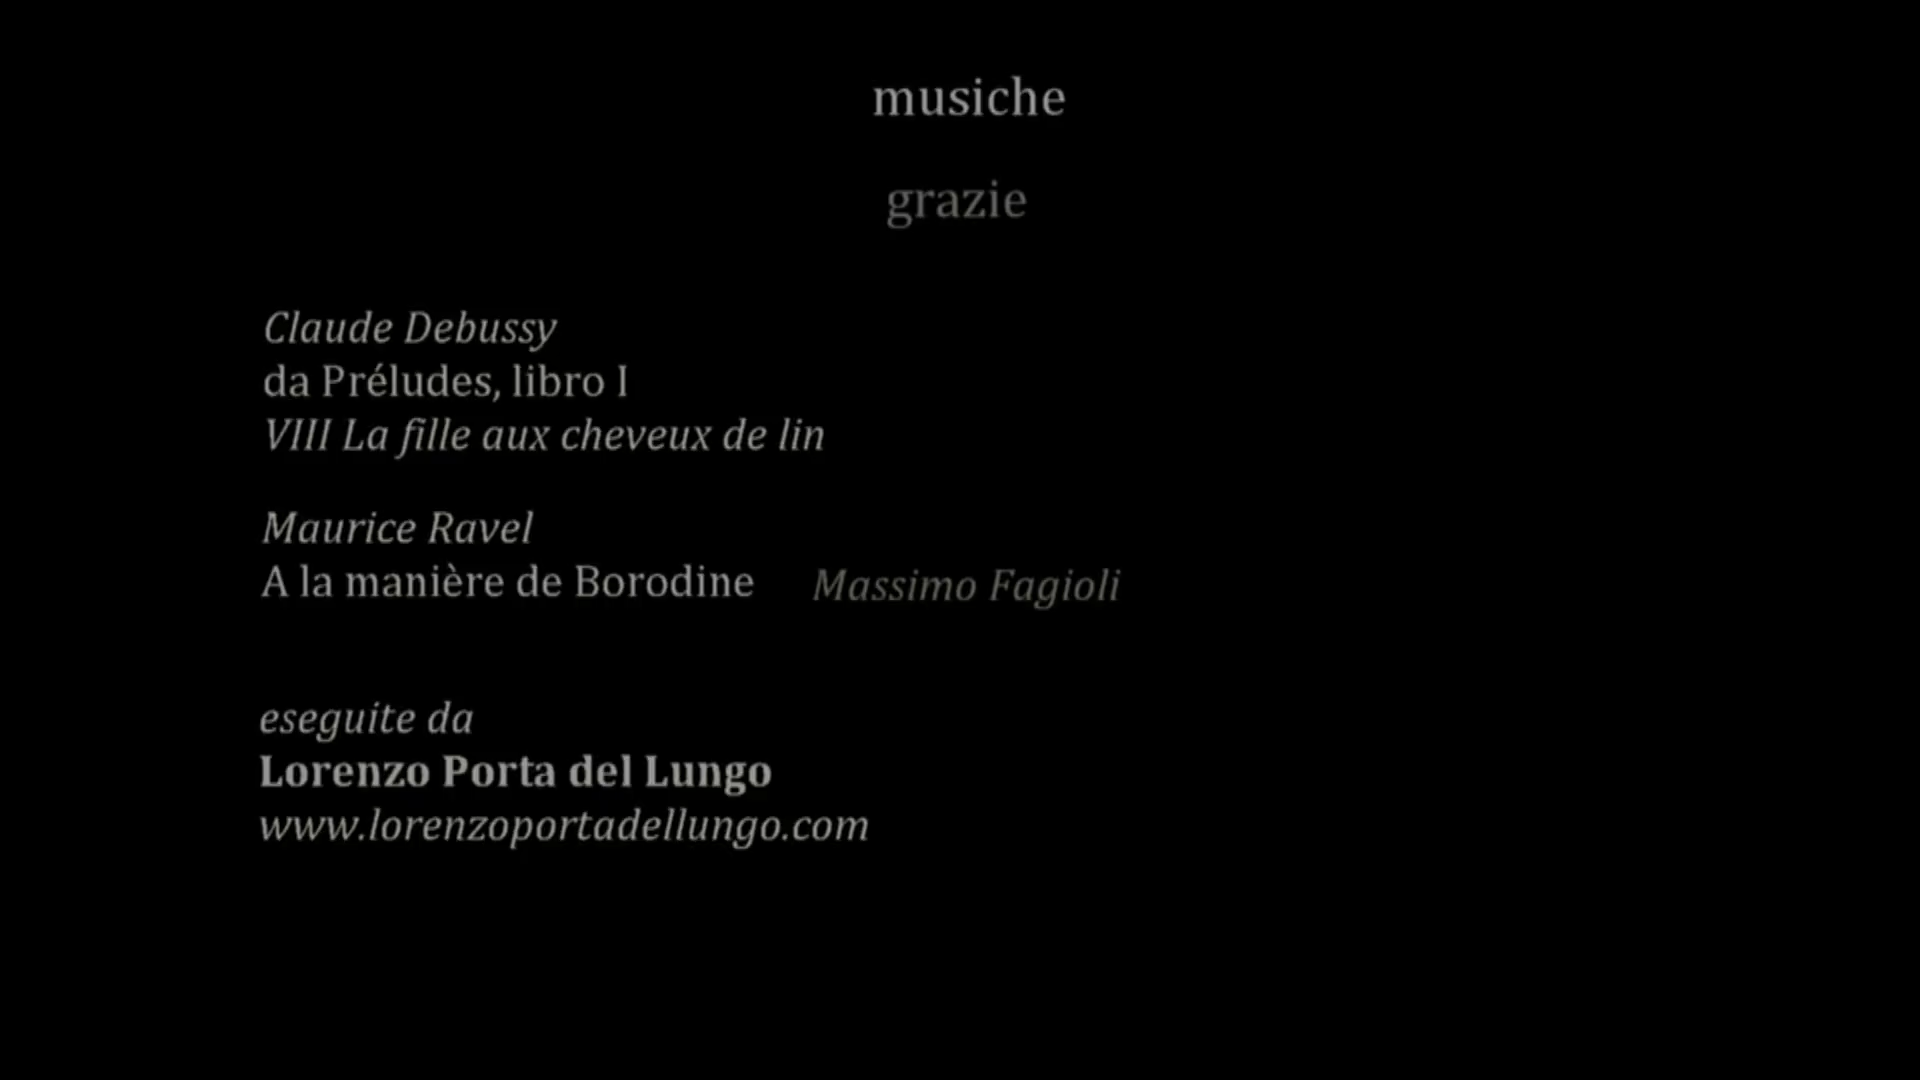 musiche
grazie
Claude Debussy
da Préludes, libro I
VIII La fille aux cheveux de lin
Maurice Ravel
A la manière de Borodine
Massimo Fagioli
eseguite da
Lorenzo Porta del Lungo
www.lorenzoportadellungo.com